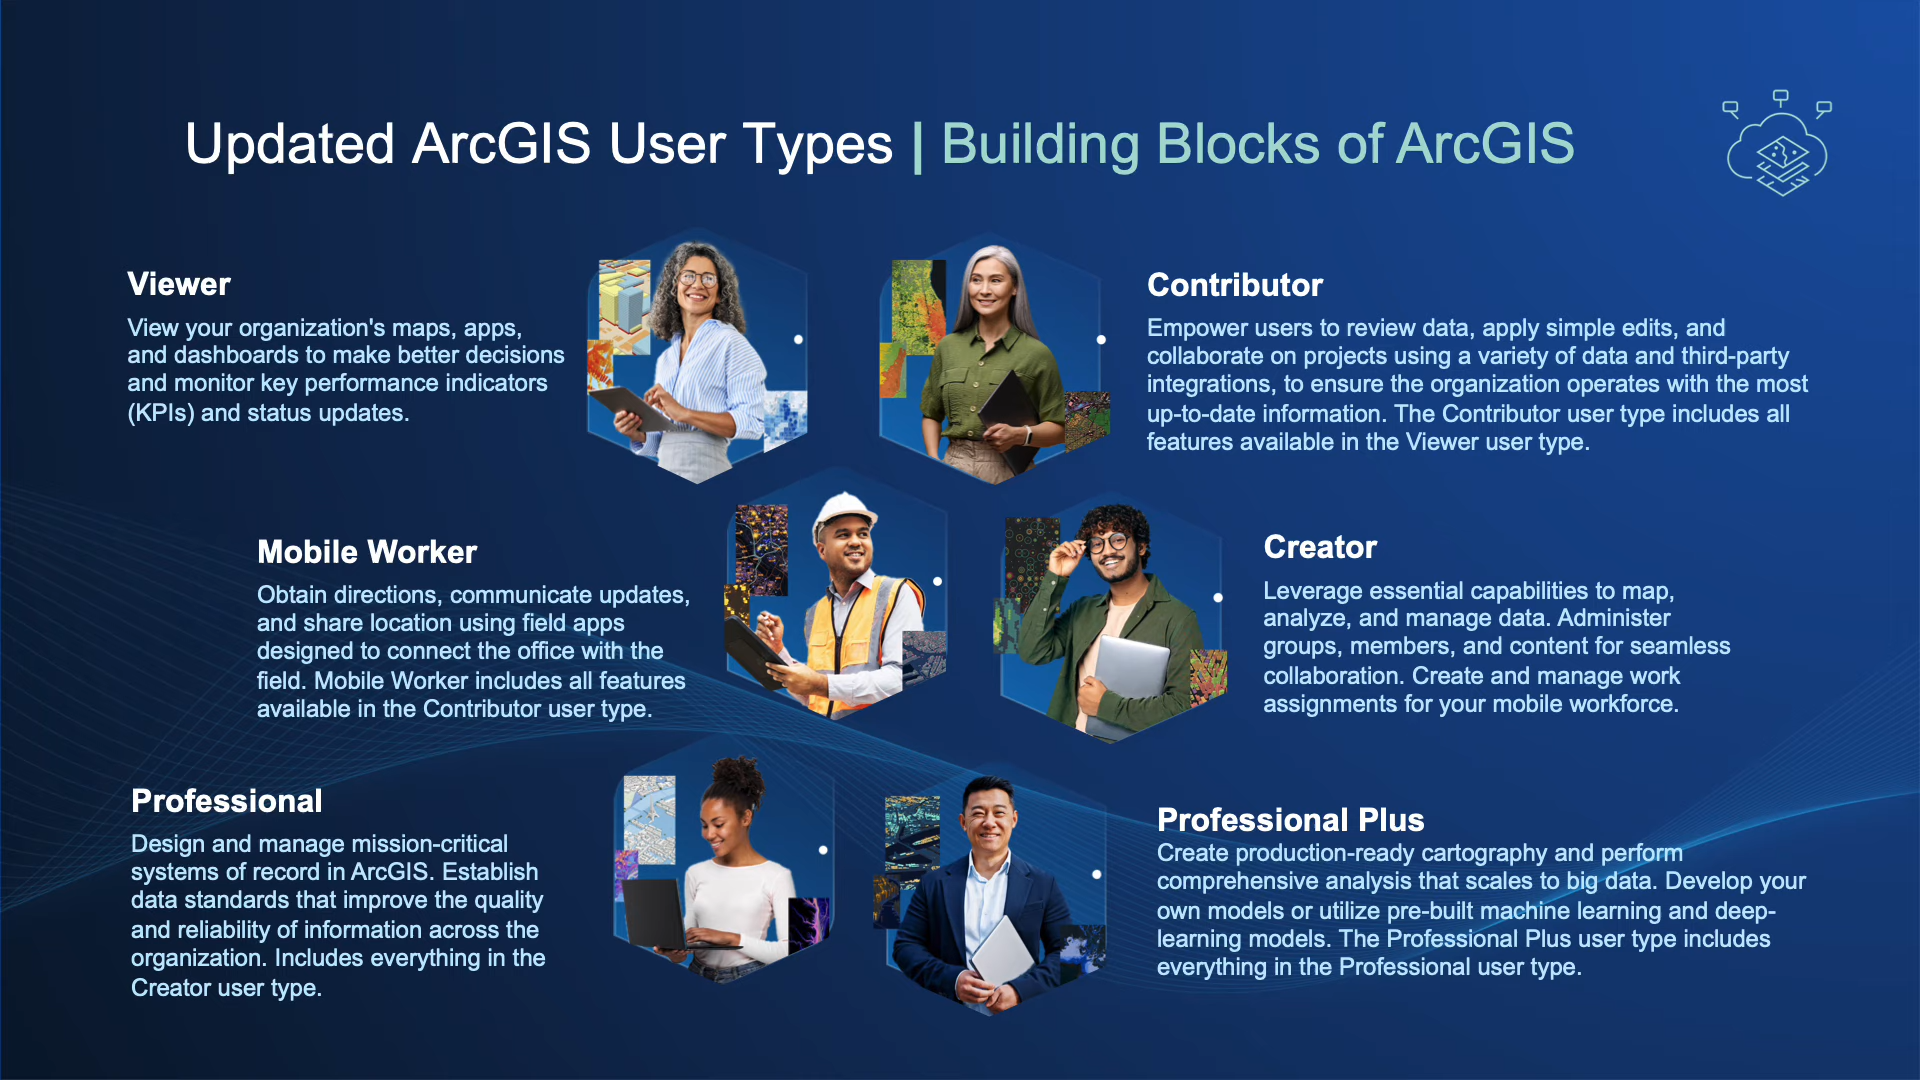 Updated ArcGIS User Types | Building Blocks of ArcGIS
Viewer
View your organization's maps, apps,
and dashboards to make better decisions
and monitor key performance indicators
(KPIs) and status updates.
Contributor
Empower users to review data, apply simple edits, and
collaborate on projects using a variety of data and third-party
integrations, to ensure the organization operates with the most
up-to-date information. The Contributor user type includes all
features available in the Viewer user type.
Mobile Worker
Obtain directions, communicate updates,
and share location using field apps
designed to connect the office with the
field. Mobile Worker includes all features
available in the Contributor user type.
Creator
Leverage essential capabilities to map,
analyze, and manage data. Administer
groups, members, and content for seamless
collaboration. Create and manage work
assignments for your mobile workforce.
Professional
Design and manage mission-critical
systems of record in ArcGIS. Establish
data standards that improve the quality
and reliability of information across the
organization. Includes everything in the
Creator user type.
Professional Plus
Create production-ready cartography and perform
comprehensive analysis that scales to big data. Develop your
own models or utilize pre-built machine learning and deep-
learning models. The Professional Plus user type includes
everything in the Professional user type.